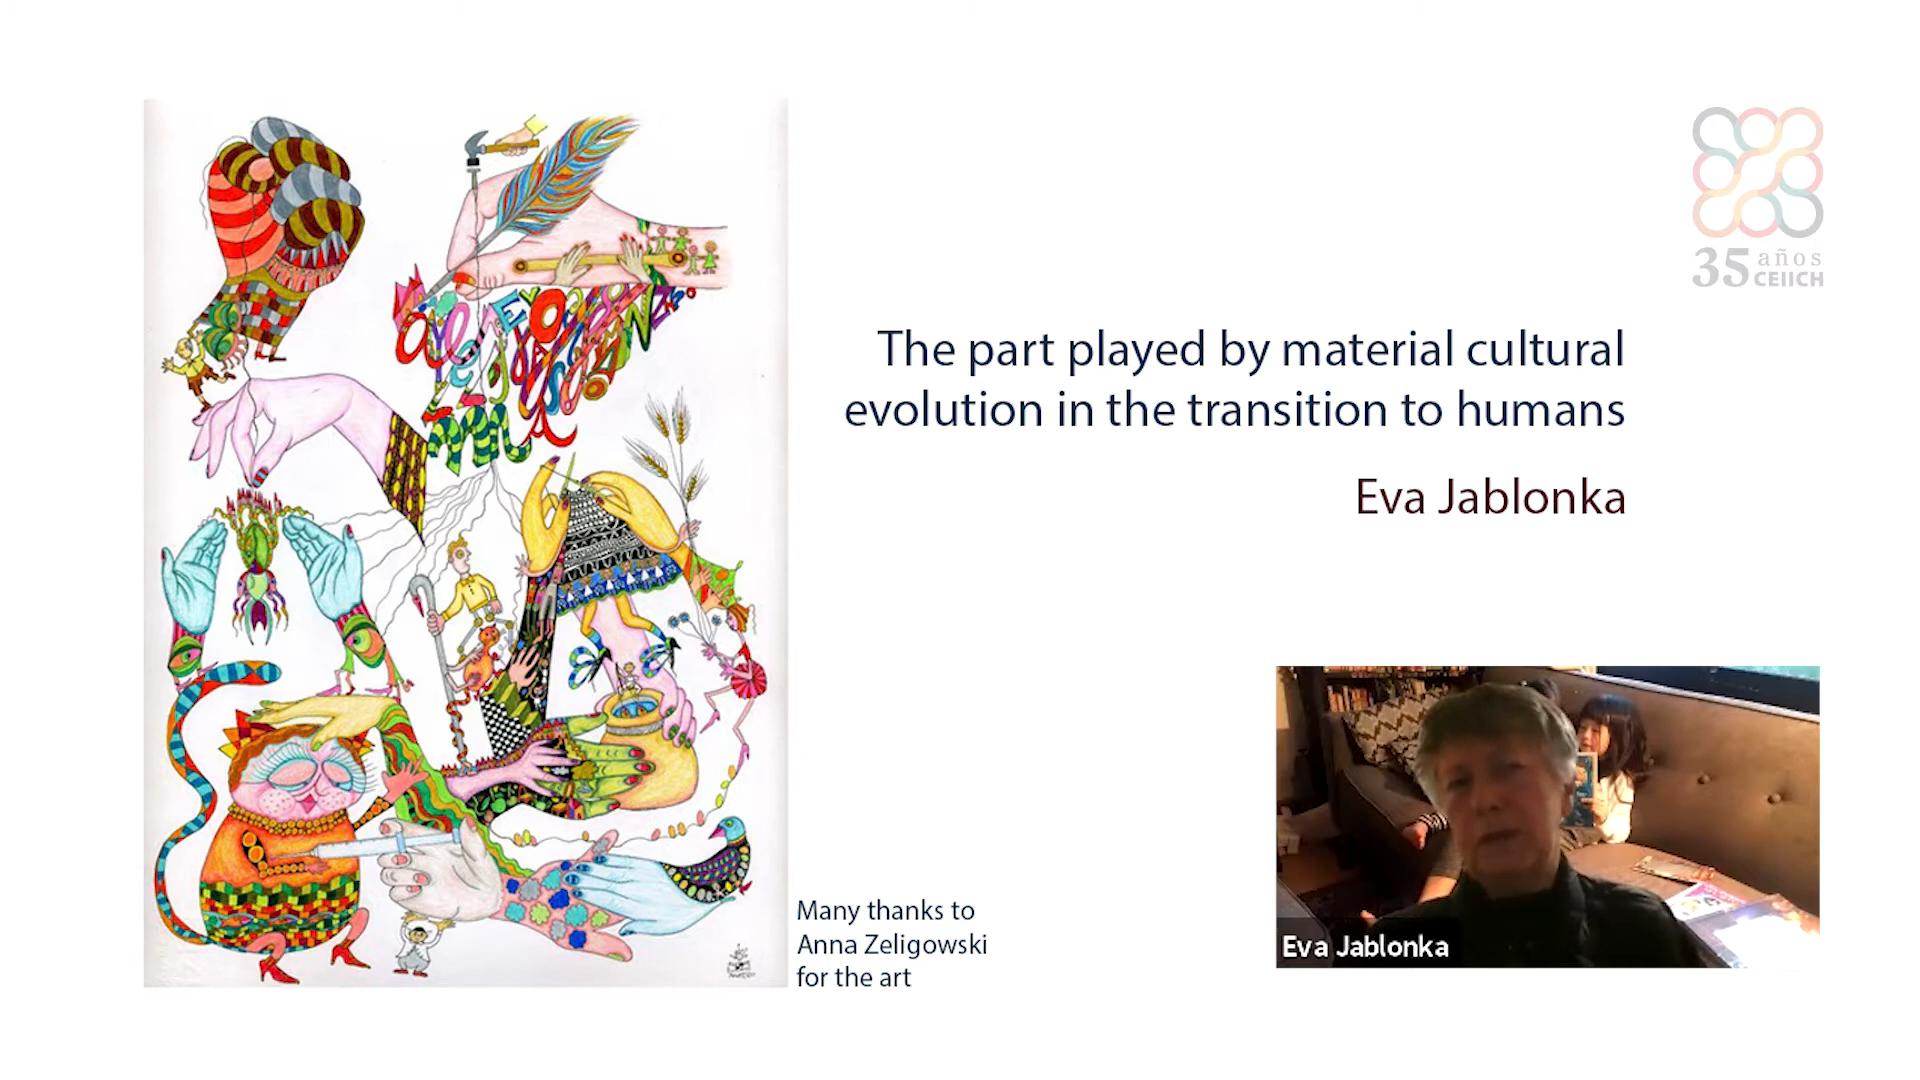 35 años
CEIICH
The part played by material cultural
evolution in the transition to humans
Eva Jablonka
Many thanks to
Anna Zeligowski
for the art
Eva Jablonka